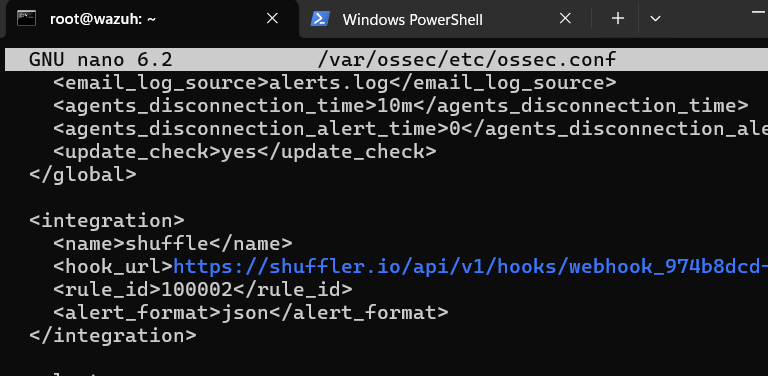 root@wazuh: ~
Windows PowerShell
GNU nano 6.2 /var/ossec/etc/ossec.conf
<email_log_source>alerts.log</email_log_source>
<agents_disconnection_time>10m</agents_disconnection_time>
<agents_disconnection_alert_time>0</agents_disconnection_ale
<update_check>yes</update_check>
</global>
<integration>
<name>shuffle</name>
<hook_url>https://shuffler.io/api/v1/hooks/webhook_974b8dcd-
<rule_id>100002</rule_id>
<alert_format>json</alert_format>
</integration>